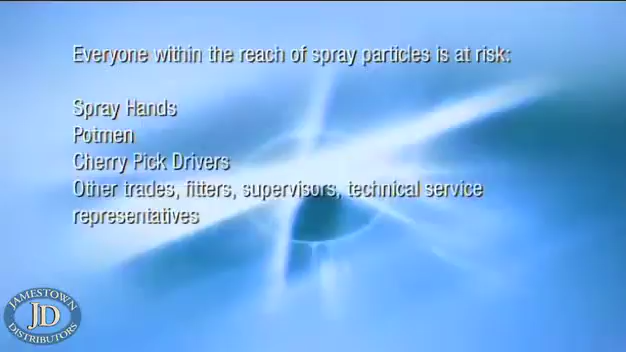 Everyone within the reach of spray particles is at risk:
Spray Hands
Potmen
Cherry Pick Drivers
Other trades, fitters, supervisors, technical service
representatives
JAMESTOWN
JD
DISTRIBUTORS